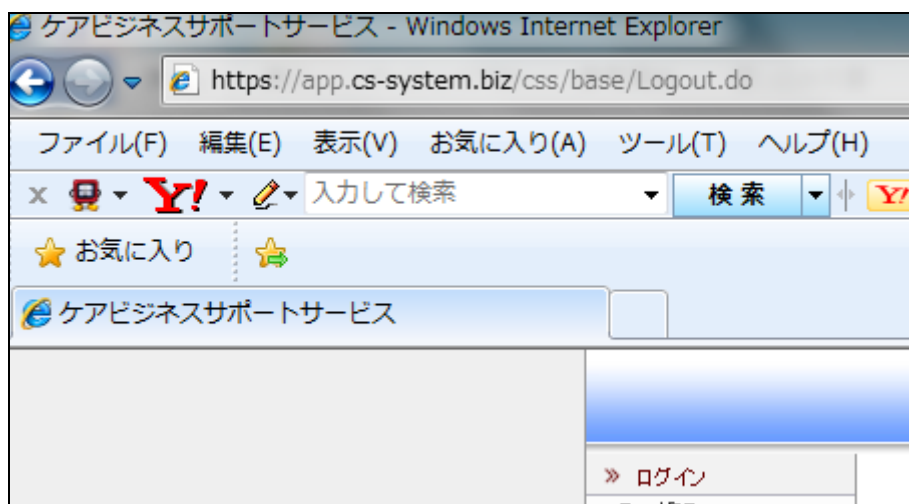 ケアビジネスサポートサービス - Windows Internet Explorer
https://app.cs-system.biz/css/base/Logout.do
ファイル(F) 編集(E) 表示(V) お気に入り(A) ツール(T) ヘルプ(H)
x Y! 入力して検索 検索 Y!
お気に入り
ケアビジネスサポートサービス
» ログイン